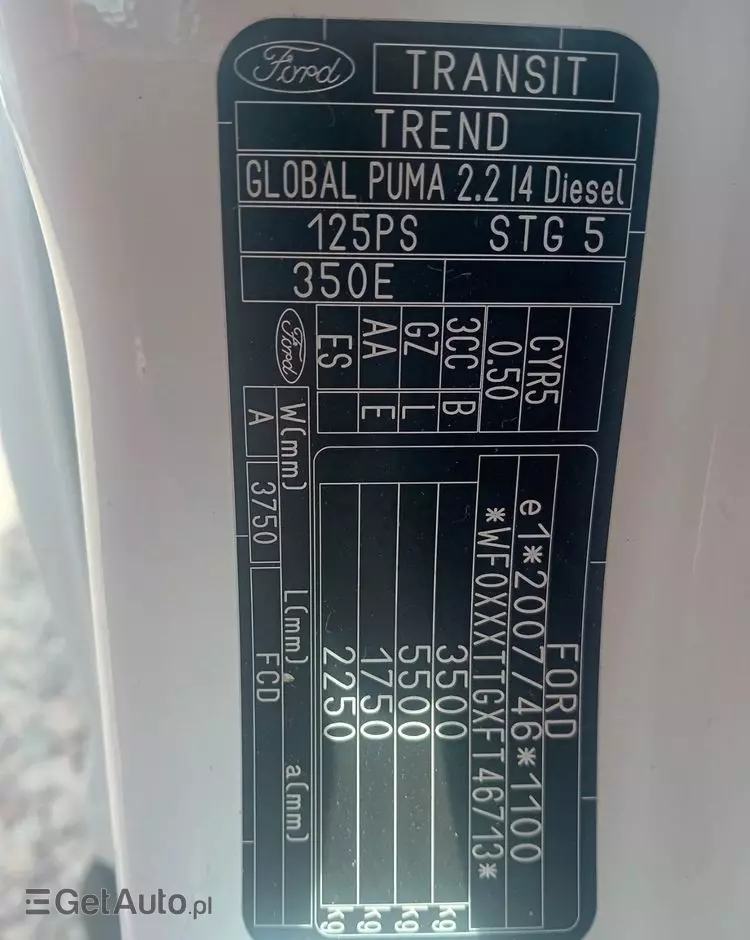 Ford
TRANSIT
TREND
GLOBAL PUMA 2.2 I4 Diesel
125PS STG 5
350E
CYR5
0.50
3CC B
GZ L
AA E
ES
Ford
FORD
e1*2007/46*1100
*WF0XXXTTGXFT46713*
3500 kg
5500 kg
1750 kg
2250 kg
W(mm) L(mm) a(mm)
A 3750 FCD
GetAuto.pl